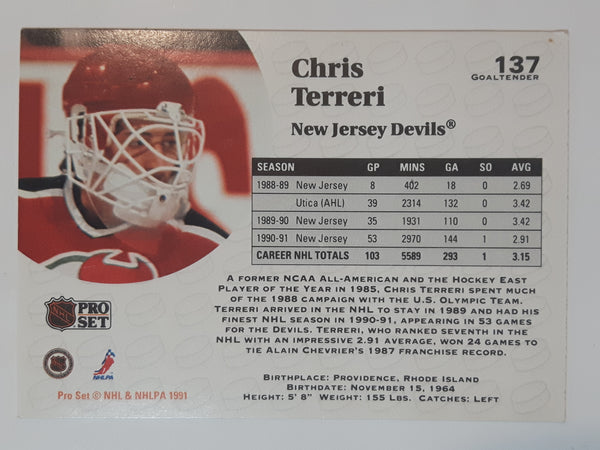 Chris
Terreri
137
GOALTENDER
New Jersey Devils®
SEASON GP MINS GA SO AVG
1988-89 New Jersey 8 402 18 0 2.69
Utica (AHL) 39 2314 132 0 3.42
1989-90 New Jersey 35 1931 110 0 3.42
1990-91 New Jersey 53 2970 144 1 2.91
CAREER NHL TOTALS 103 5589 293 1 3.15
A FORMER NCAA ALL-AMERICAN AND THE HOCKEY EAST
PLAYER OF THE YEAR IN 1985, CHRIS TERRERI SPENT MUCH
OF THE 1988 CAMPAIGN WITH THE U.S. OLYMPIC TEAM.
TERRERI ARRIVED IN THE NHL TO STAY IN 1989 AND HAD HIS
FINEST NHL SEASON IN 1990-91, APPEARING IN 53 GAMES
FOR THE DEVILS. TERRERI, WHO RANKED SEVENTH IN THE
NHL WITH AN IMPRESSIVE 2.91 AVERAGE, WON 24 GAMES TO
TIE ALAIN CHEVRIER'S 1987 FRANCHISE RECORD.
NHL PRO
SET
NHLPA
BIRTHPLACE: PROVIDENCE, RHODE ISLAND
BIRTHDATE: NOVEMBER 15, 1964
HEIGHT: 5' 8" WEIGHT: 155 LBS. CATCHES: LEFT
Pro Set © NHL & NHLPA 1991